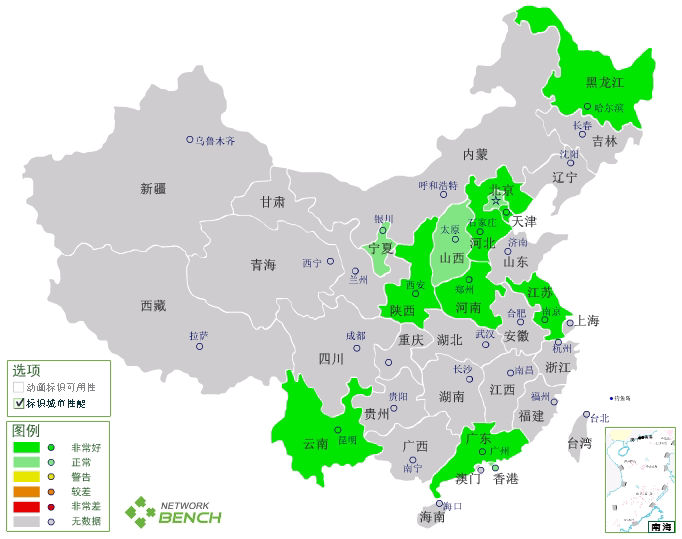 黑龙江
哈尔滨
长春
吉林
沈阳
辽宁
内蒙
呼和浩特
乌鲁木齐
新疆
甘肃
北京
天津
银川
宁夏
太原
山西
石家庄
河北
济南
山东
青海
西宁
兰州
西藏
拉萨
西安
陕西
郑州
河南
江苏
南京
合肥
安徽
上海
杭州
浙江
成都
四川
重庆
湖北
武汉
长沙
湖南
南昌
江西
贵阳
贵州
福州
福建
钓鱼岛
台北
台湾
云南
昆明
广西
南宁
广东
广州
澳门
香港
海口
海南
南海
选项
动画标识可用性
标识城市性能
图例
非常好
正常
警告
较差
非常差
无数据
NETWORK
BENCH